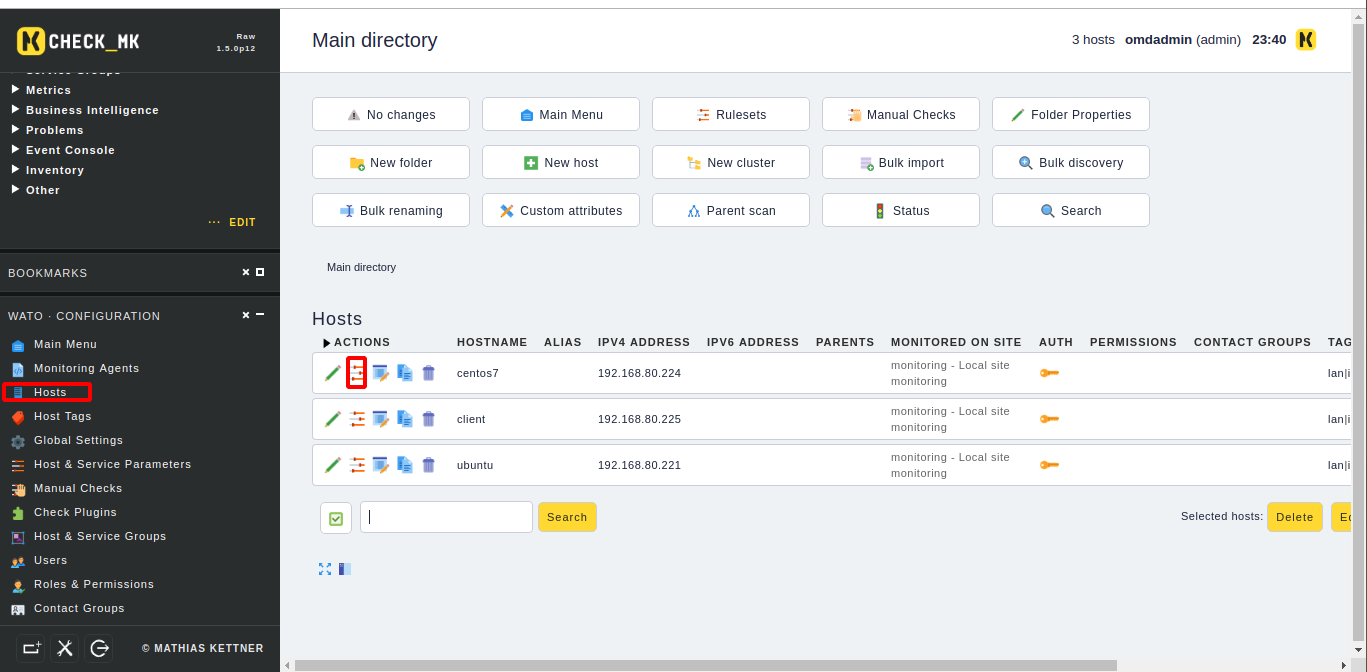 CHECK_MK
Raw
1.5.0p12
Service Groups
Metrics
Business Intelligence
Problems
Event Console
Inventory
Other
... EDIT
BOOKMARKS
WATO · CONFIGURATION
Main Menu
Monitoring Agents
Hosts
Host Tags
Global Settings
Host & Service Parameters
Manual Checks
Check Plugins
Host & Service Groups
Users
Roles & Permissions
Contact Groups
© MATHIAS KETTNER
Main directory
3 hosts omdadmin (admin) 23:40
No changes Main Menu Rulesets Manual Checks Folder Properties
New folder New host New cluster Bulk import Bulk discovery
Bulk renaming Custom attributes Parent scan Status Search
Main directory
Hosts
ACTIONS HOSTNAME ALIAS IPV4 ADDRESS IPV6 ADDRESS PARENTS MONITORED ON SITE AUTH PERMISSIONS CONTACT GROUPS TAG
centos7 192.168.80.224 monitoring - Local site lan|i
monitoring
client 192.168.80.225 monitoring - Local site lan|i
monitoring
ubuntu 192.168.80.221 monitoring - Local site lan|i
monitoring
Search Selected hosts: Delete Ed